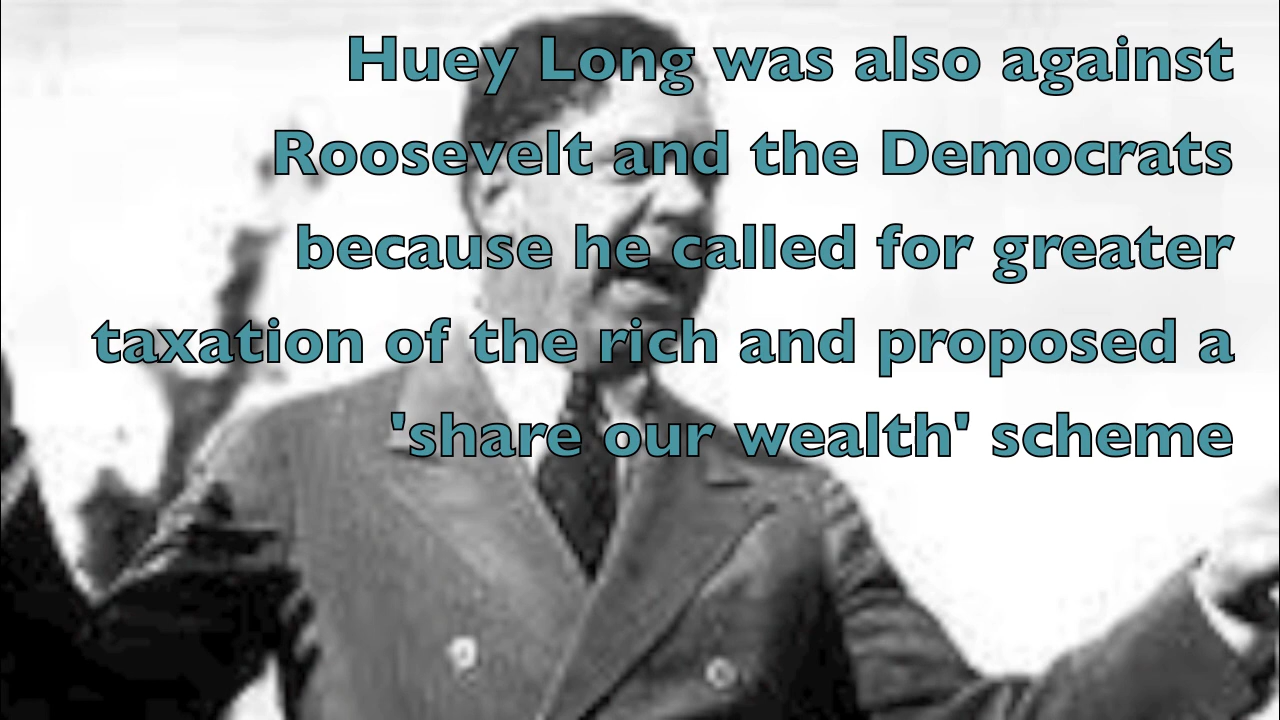 Huey Long was also against
Roosevelt and the Democrats
because he called for greater
taxation of the rich and proposed a
'share our wealth' scheme